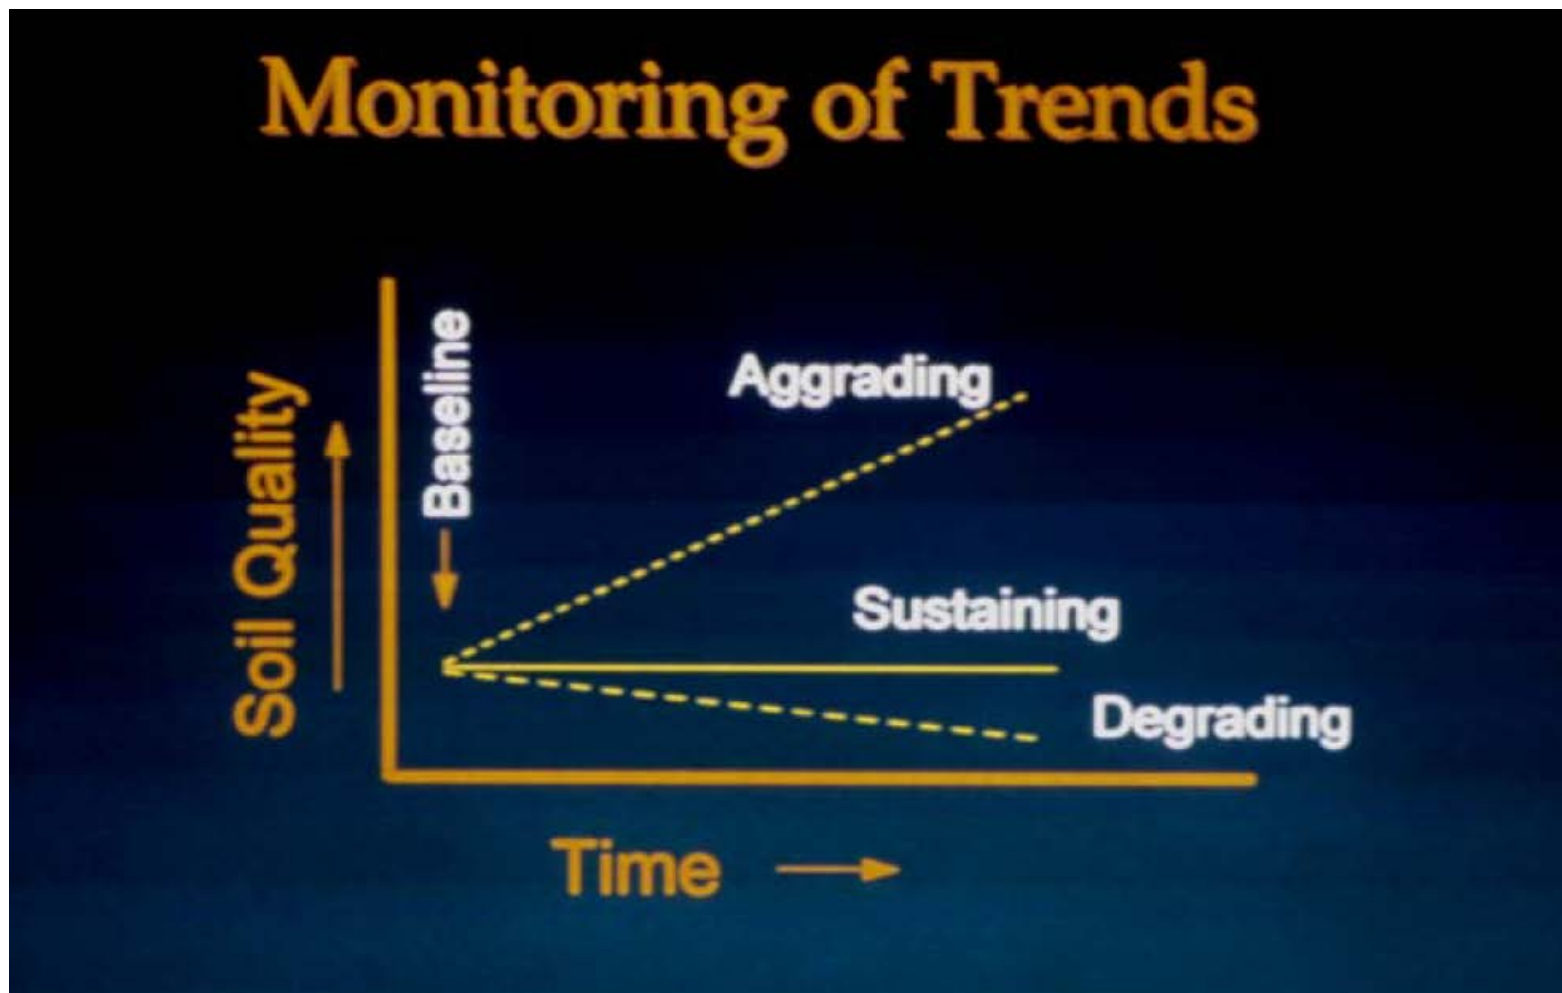 Monitoring of Trends
Soil Quality
Baseline
Aggrading
Sustaining
Degrading
Time